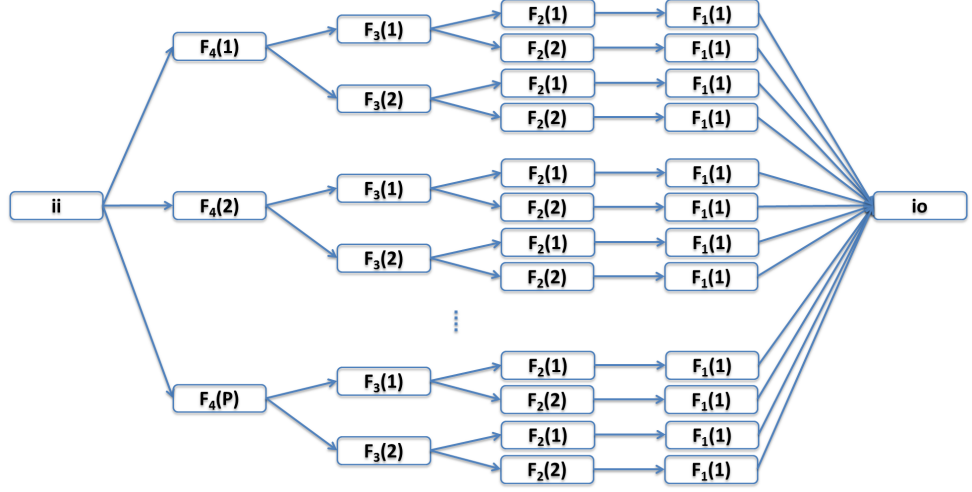 F₂(1) F₁(1)
F₃(1)
F₄(1) F₂(2) F₁(1)
F₂(1) F₁(1)
F₃(2)
F₂(2) F₁(1)
F₂(1) F₁(1)
F₃(1)
ii F₄(2) F₂(2) F₁(1) io
F₂(1) F₁(1)
F₃(2)
F₂(2) F₁(1)
F₂(1) F₁(1)
F₃(1)
F₄(P) F₂(2) F₁(1)
F₂(1) F₁(1)
F₃(2)
F₂(2) F₁(1)